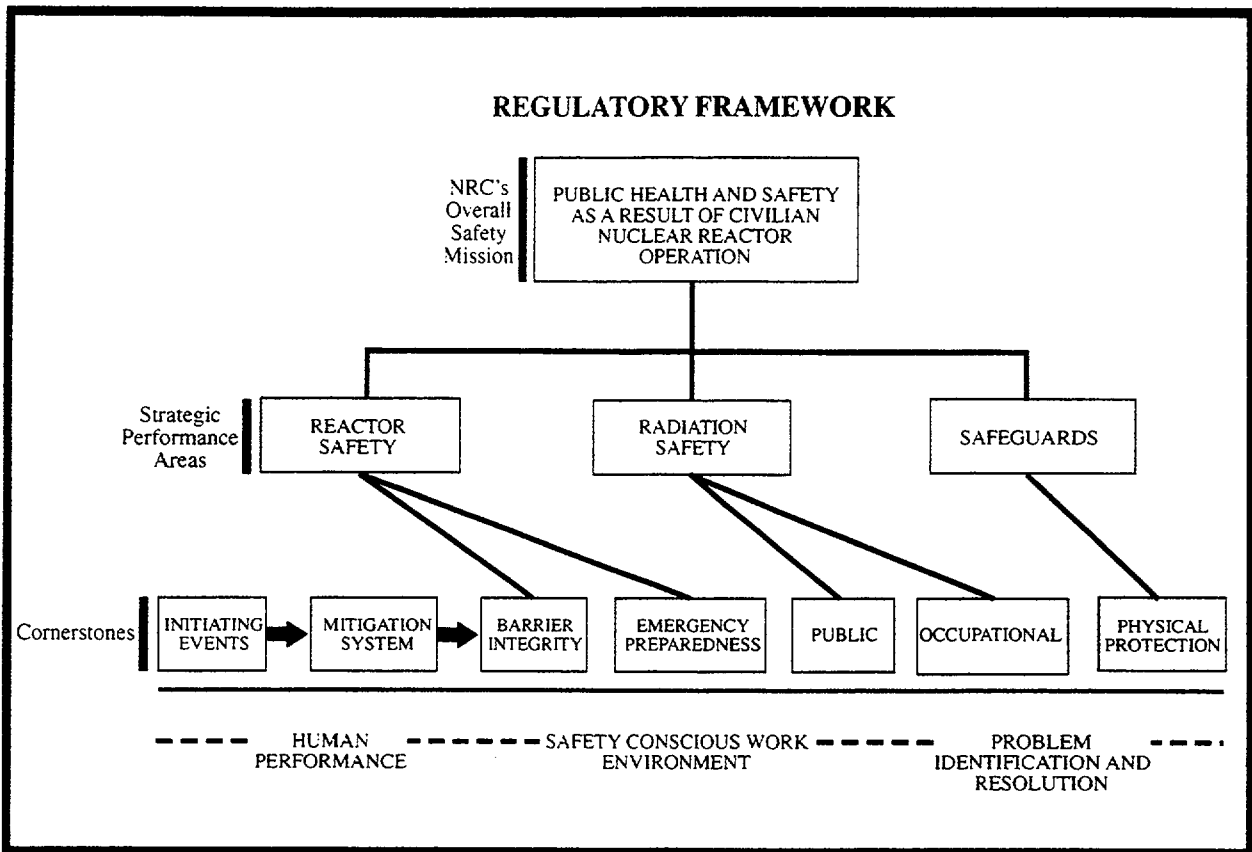 REGULATORY FRAMEWORK
NRC's
Overall
Safety
Mission
PUBLIC HEALTH AND SAFETY
AS A RESULT OF CIVILIAN
NUCLEAR REACTOR
OPERATION
Strategic
Performance
Areas
REACTOR
SAFETY
RADIATION
SAFETY
SAFEGUARDS
Cornerstones
INITIATING
EVENTS
MITIGATION
SYSTEM
BARRIER
INTEGRITY
EMERGENCY
PREPAREDNESS
PUBLIC
OCCUPATIONAL
PHYSICAL
PROTECTION
HUMAN
PERFORMANCE
SAFETY CONSCIOUS WORK
ENVIRONMENT
PROBLEM
IDENTIFICATION AND
RESOLUTION